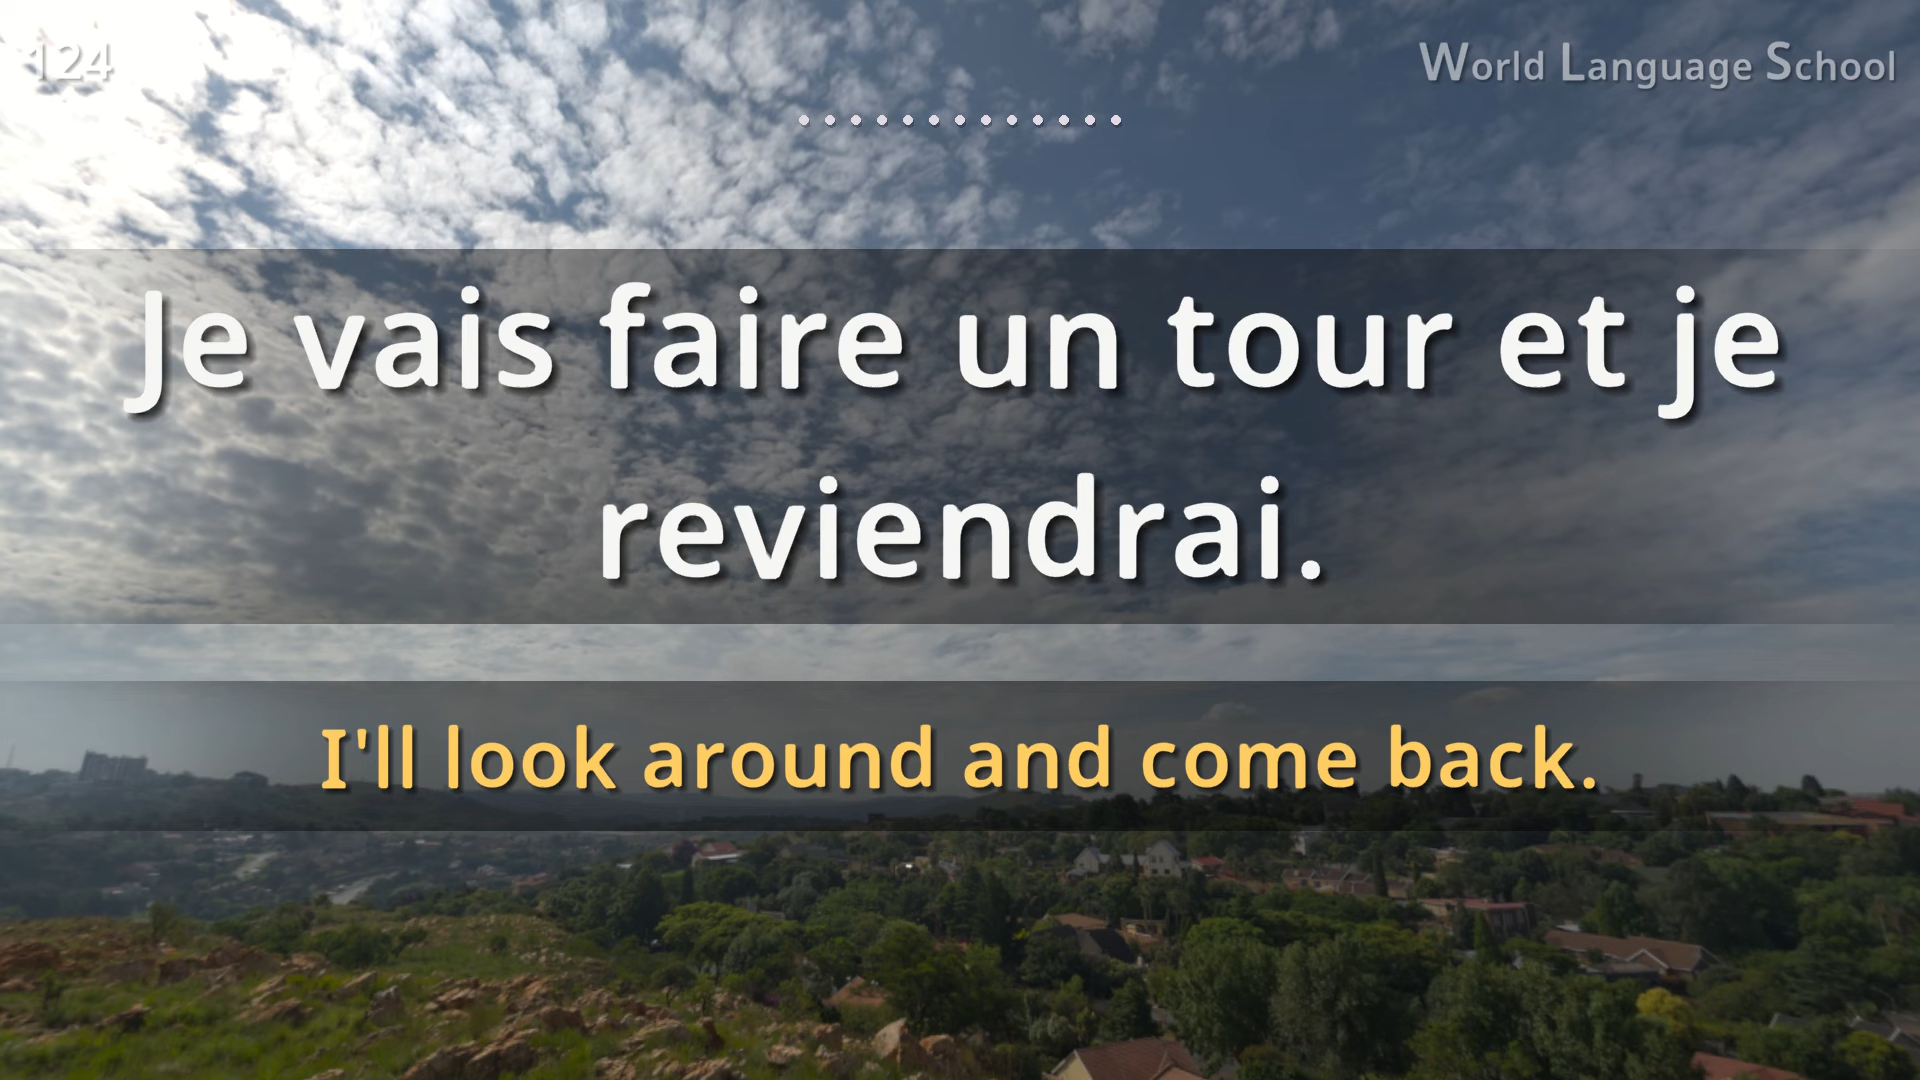 124
World Language School
Je vais faire un tour et je
reviendrai.
I'll look around and come back.